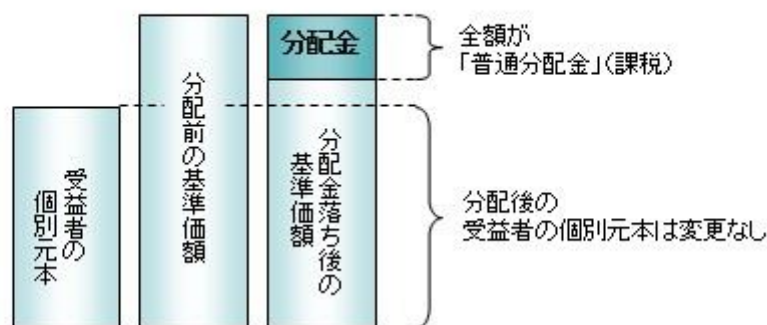 受益者の
個別元本
分配前の基準価額
分配金
分配金落ち後の
基準価額
全額が
「普通分配金」(課税)
分配後の
受益者の個別元本は変更なし